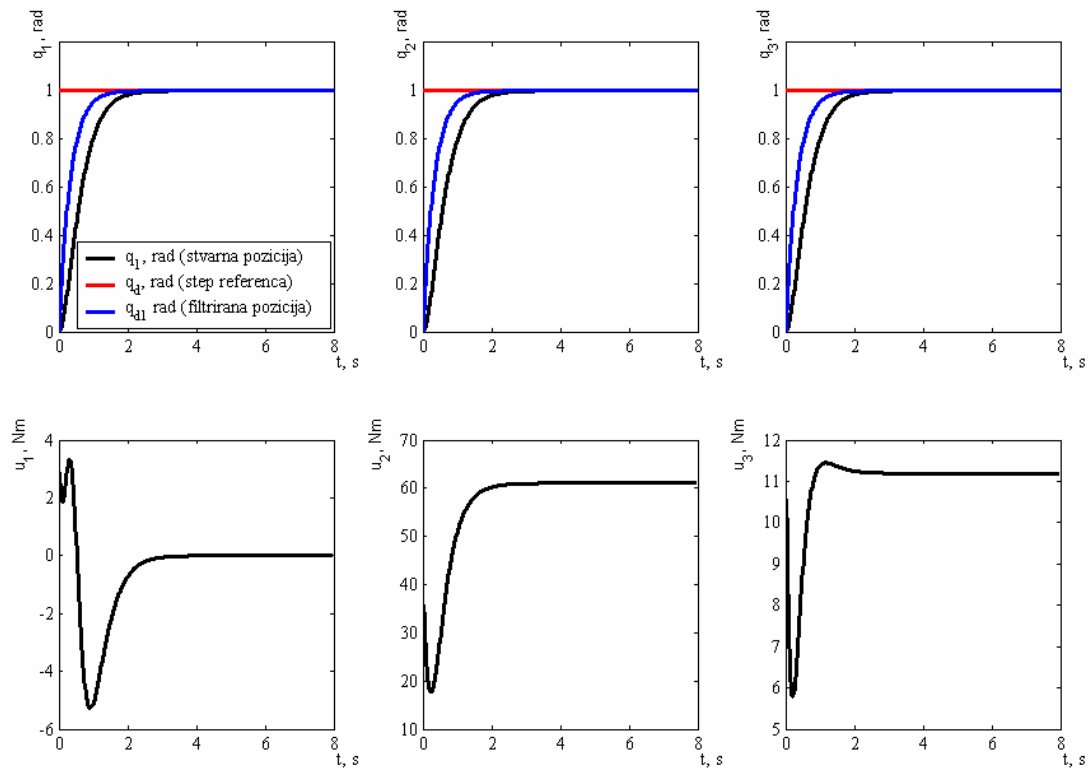 q1, rad
q2, rad
q3, rad
1
0.8
0.6
0.4
0.2
0
q1, rad (stvarna pozicija)
qd, rad (step referenca)
qd1 rad (filtrirana pozicija)
0 2 4 6 8
t, s
1
0.8
0.6
0.4
0.2
0
0 2 4 6 8
t, s
1
0.8
0.6
0.4
0.2
0
0 2 4 6 8
t, s
u1, Nm
4
2
0
-2
-4
-6
0 2 4 6 8
t, s
u2, Nm
70
60
50
40
30
20
10
0 2 4 6 8
t, s
u3, Nm
12
11
10
9
8
7
6
5
0 2 4 6 8
t, s